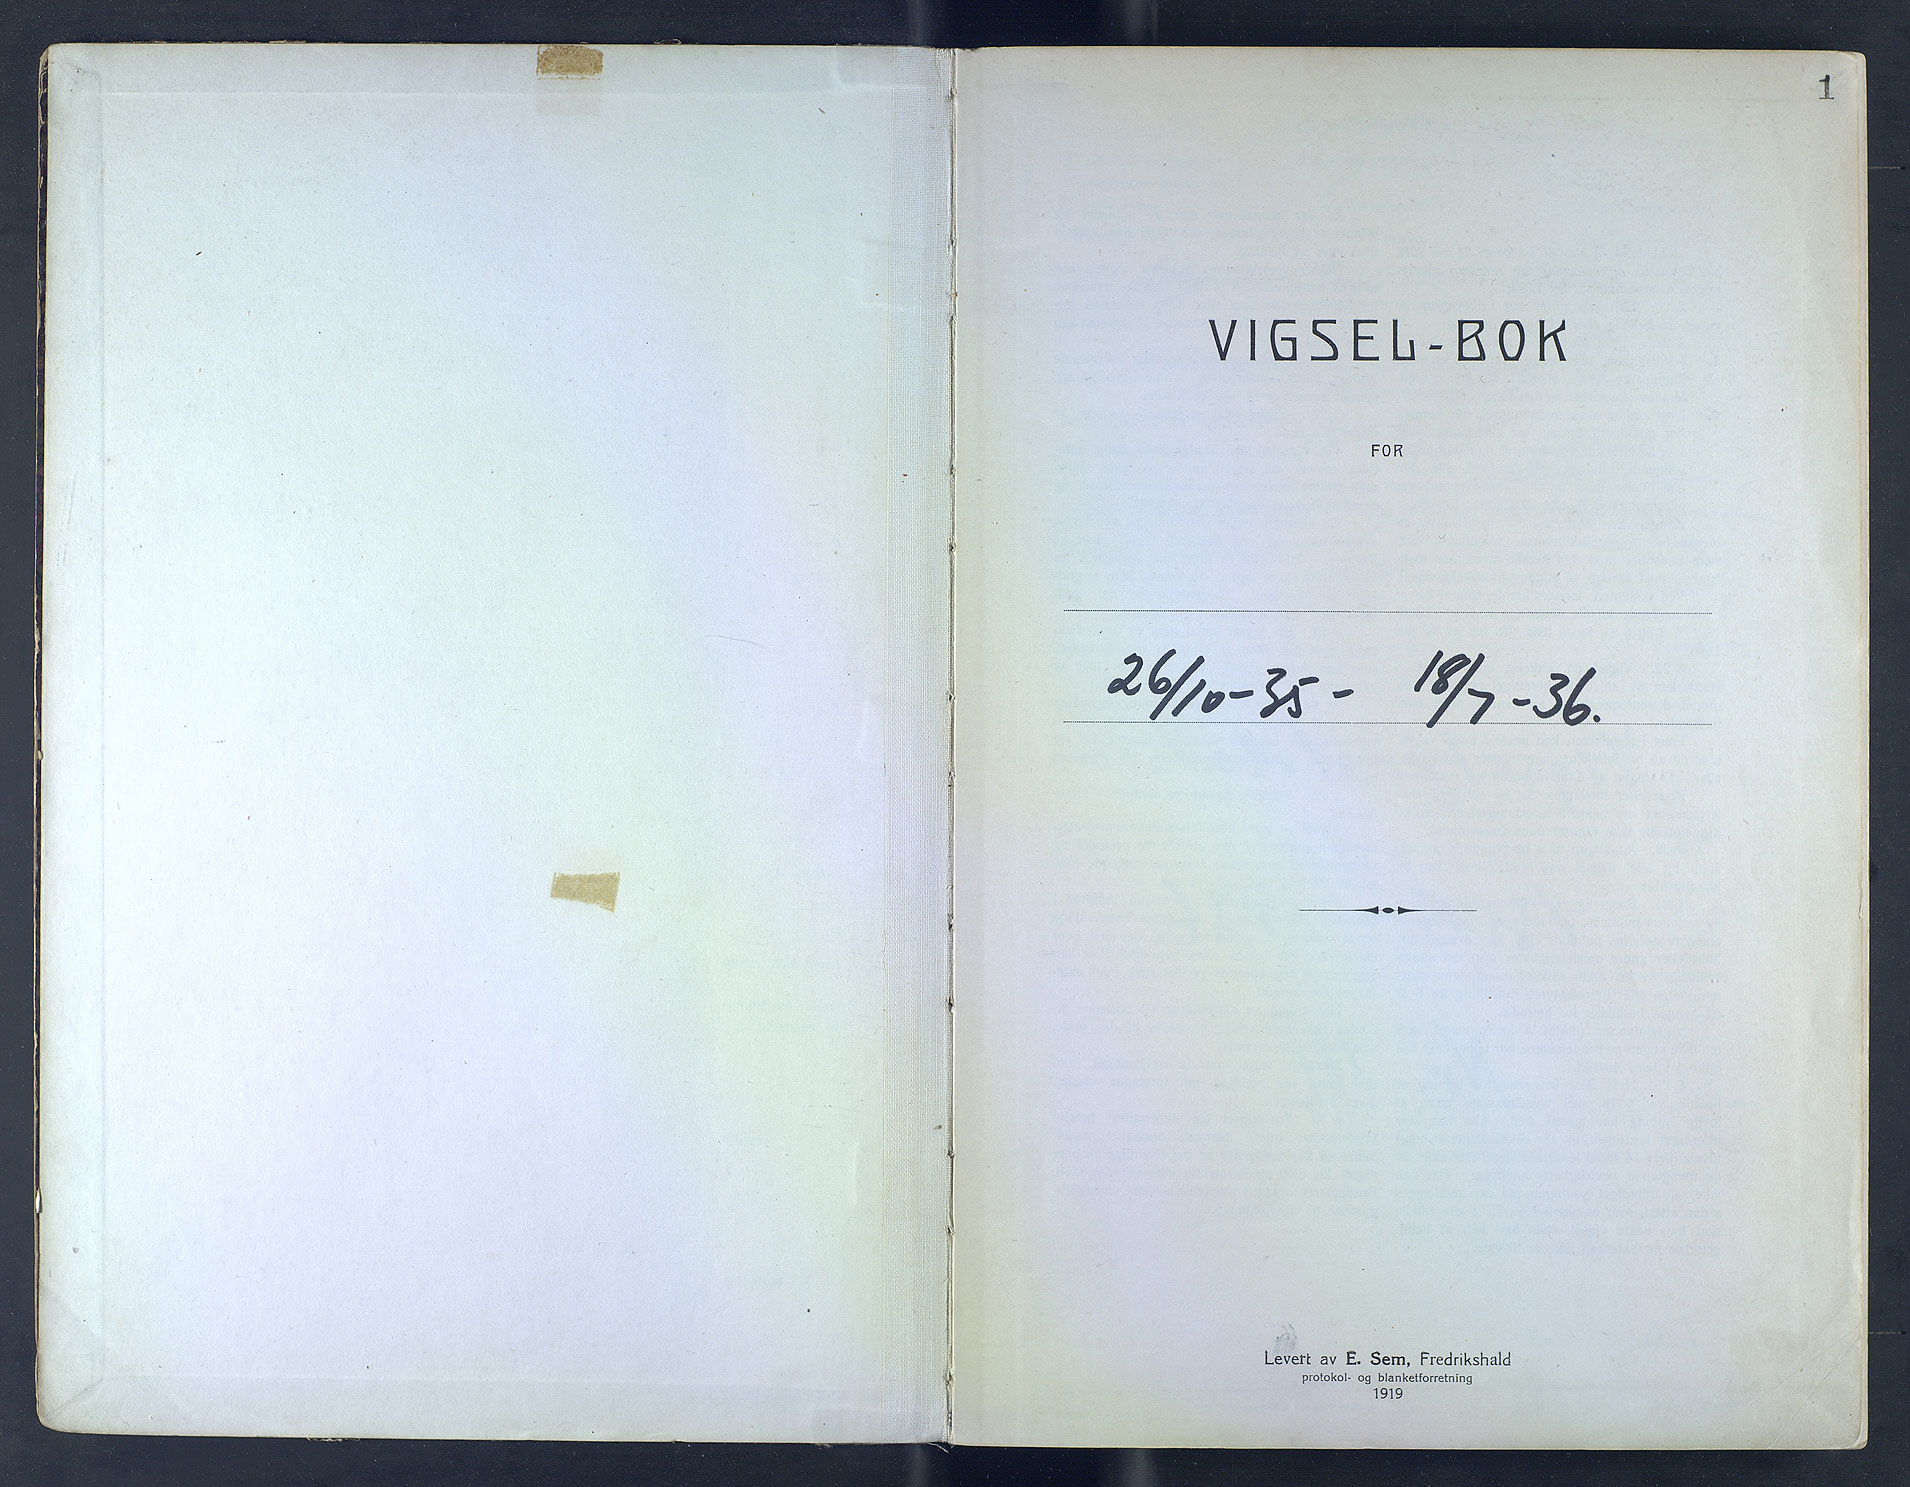 1
VIGSEL-BOK
FOR
26/10-35- 18/7-36.
Levert av E. Sem, Fredrikshald
protokol- og blanketforretning
1919